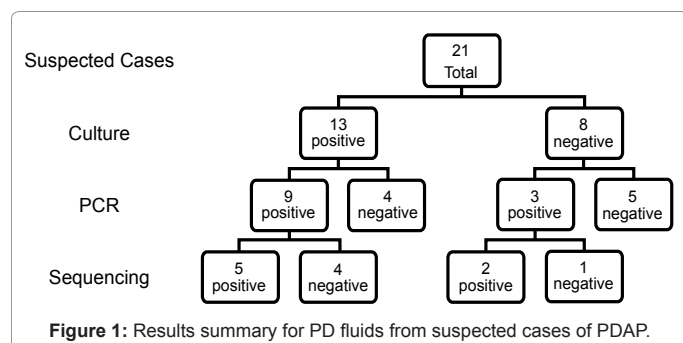 Suspected Cases
21
Total
Culture
13
positive
8
negative
PCR
9
positive
4
negative
3
positive
5
negative
Sequencing
5
positive
4
negative
2
positive
1
negative
Figure 1: Results summary for PD fluids from suspected cases of PDAP.